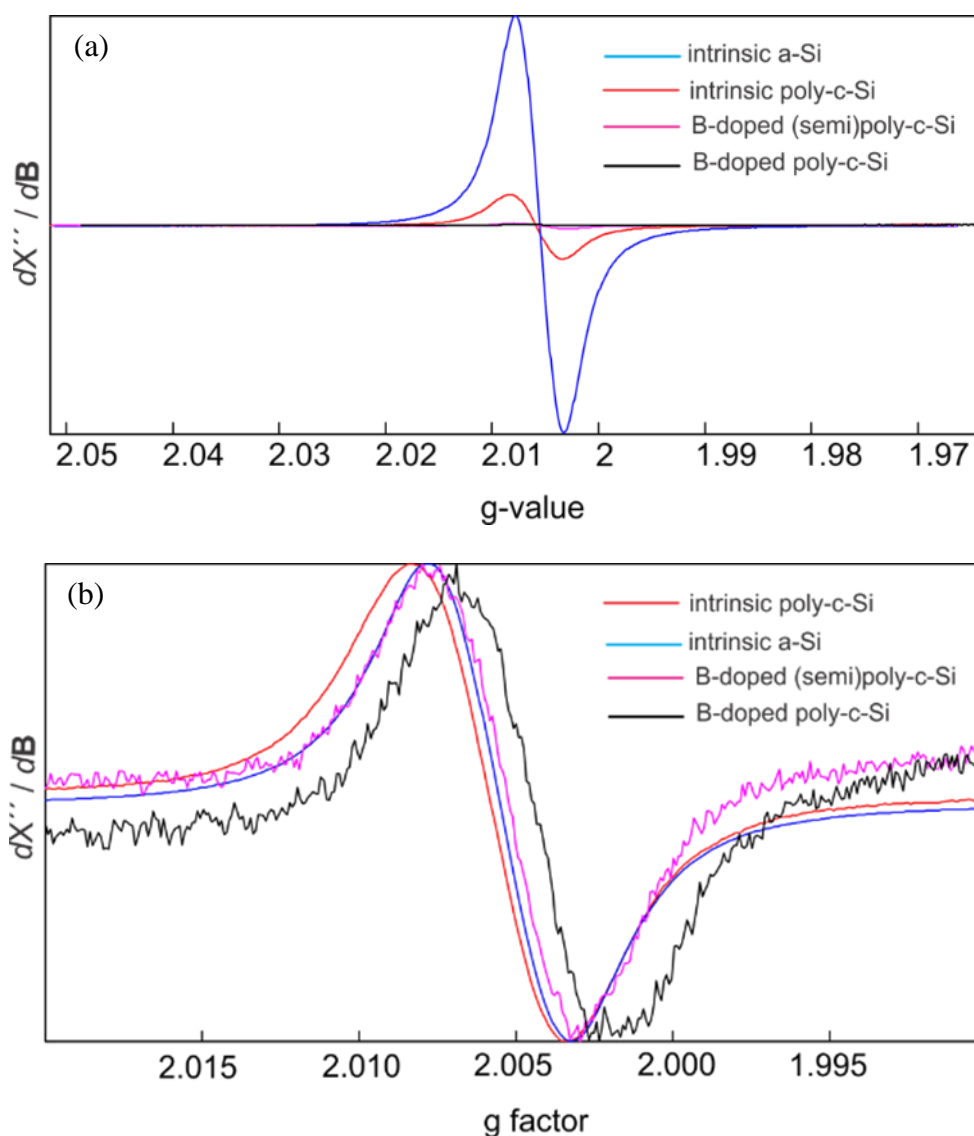 (a)
intrinsic a-Si
intrinsic poly-c-Si
B-doped (semi)poly-c-Si
B-doped poly-c-Si
dX´´ / dB
2.05 2.04 2.03 2.02 2.01 2 1.99 1.98 1.97
g-value
(b)
intrinsic poly-c-Si
intrinsic a-Si
B-doped (semi)poly-c-Si
B-doped poly-c-Si
dX´´ / dB
2.015 2.010 2.005 2.000 1.995
g factor